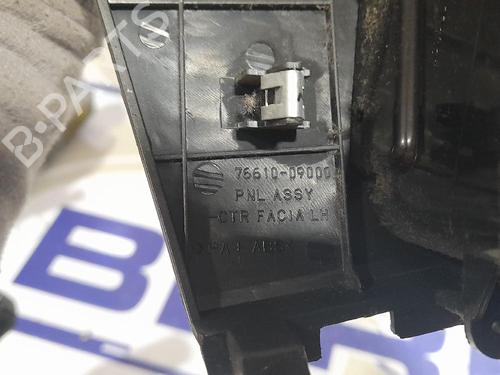 B-PARTS
76610-09000
PNL ASSY
-CTR FACIA LH